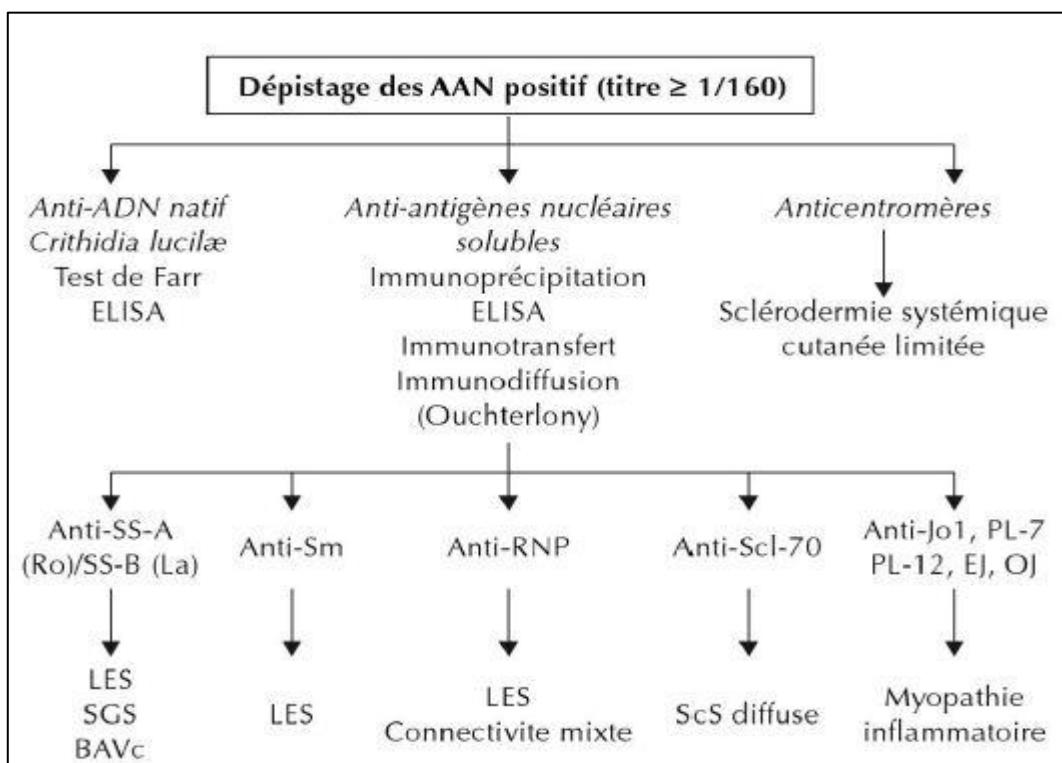 Dépistage des AAN positif (titre ≥ 1/160)
Anti-ADN natif
Crithidia lucilæ
Test de Farr
ELISA
Anti-antigènes nucéaires
solubles
Immunoprécipitation
ELISA
Immunotransfert
Immunodiffusion
(Ouchterlony)
Anticentromères
Sclérodermie systémique
cutanée limitée
Anti-SS-A
(Ro)/SS-B (La)
Anti-Sm
Anti-RNP
Anti-Scl-70
Anti-Jo1, PL-7
PL-12, EJ, OJ
LES
SGS
BAVc
LES
LES
Connectivite mixte
ScS diffuse
Myopathie
inflammatoire